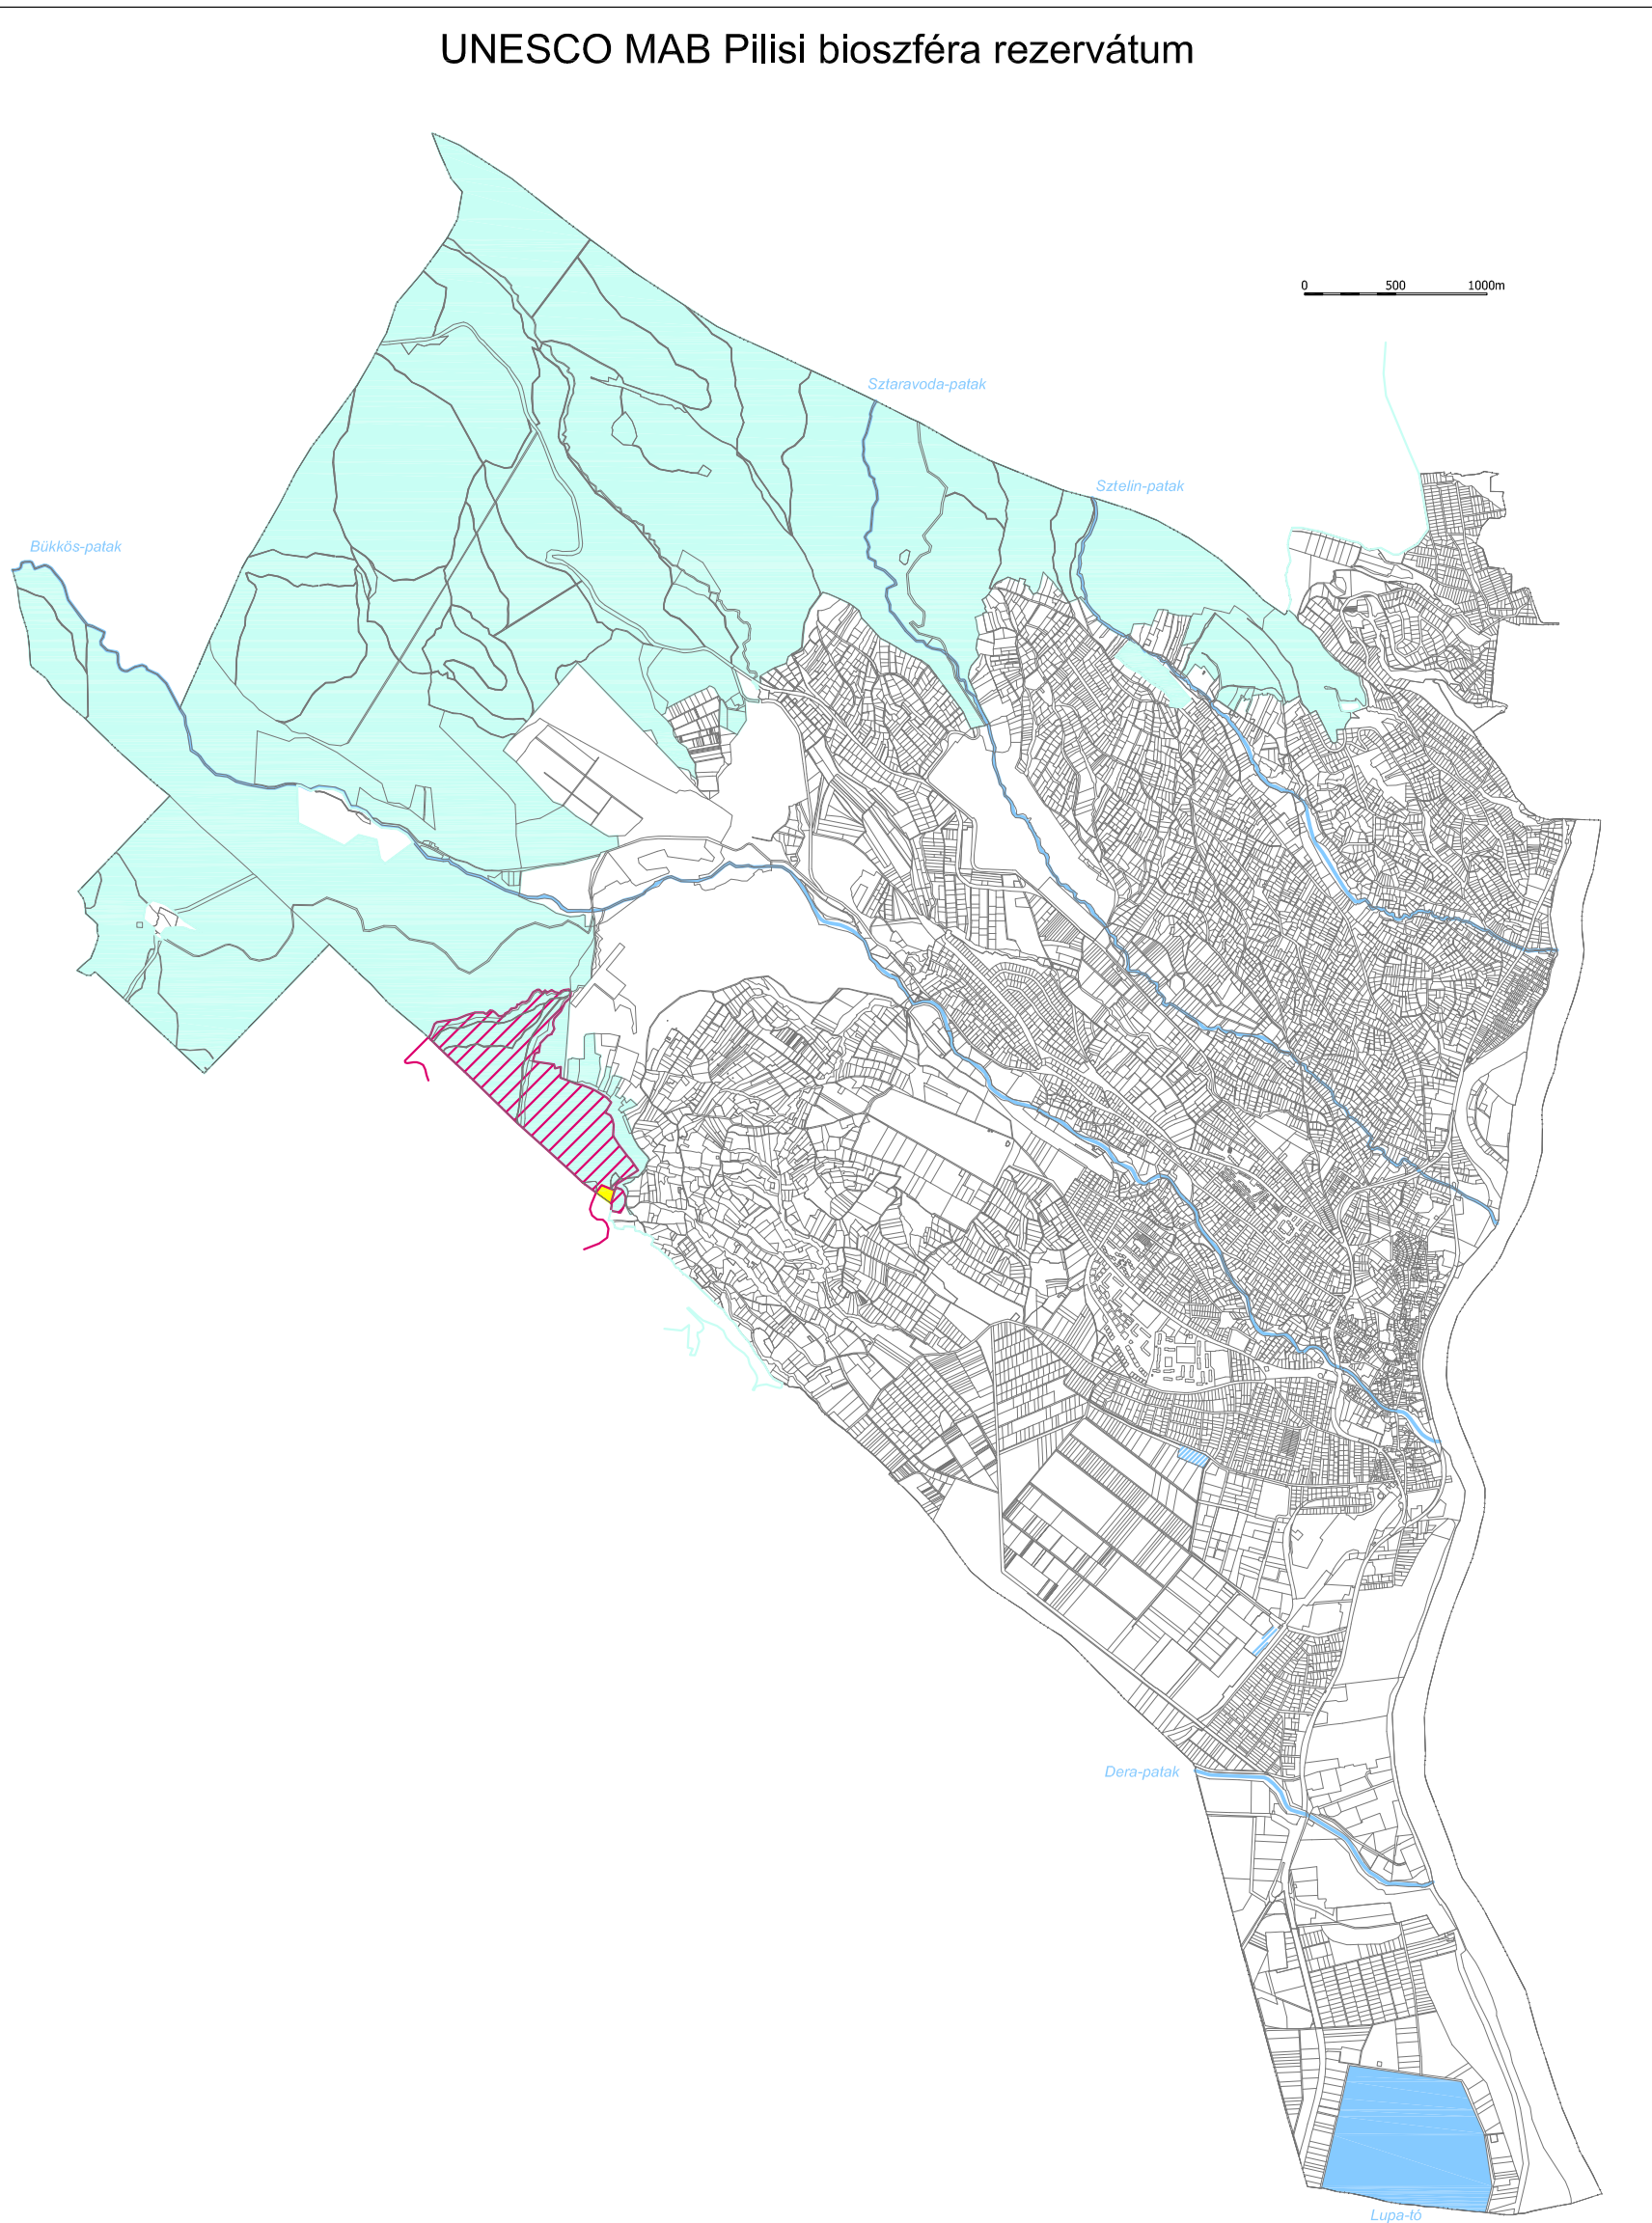 UNESCO MAB Pilisi bioszféra rezervátum
0 500 1000m
Sztaravoda-patak
Sztelin-patak
Bükkös-patak
Dera-patak
Lupa-tó